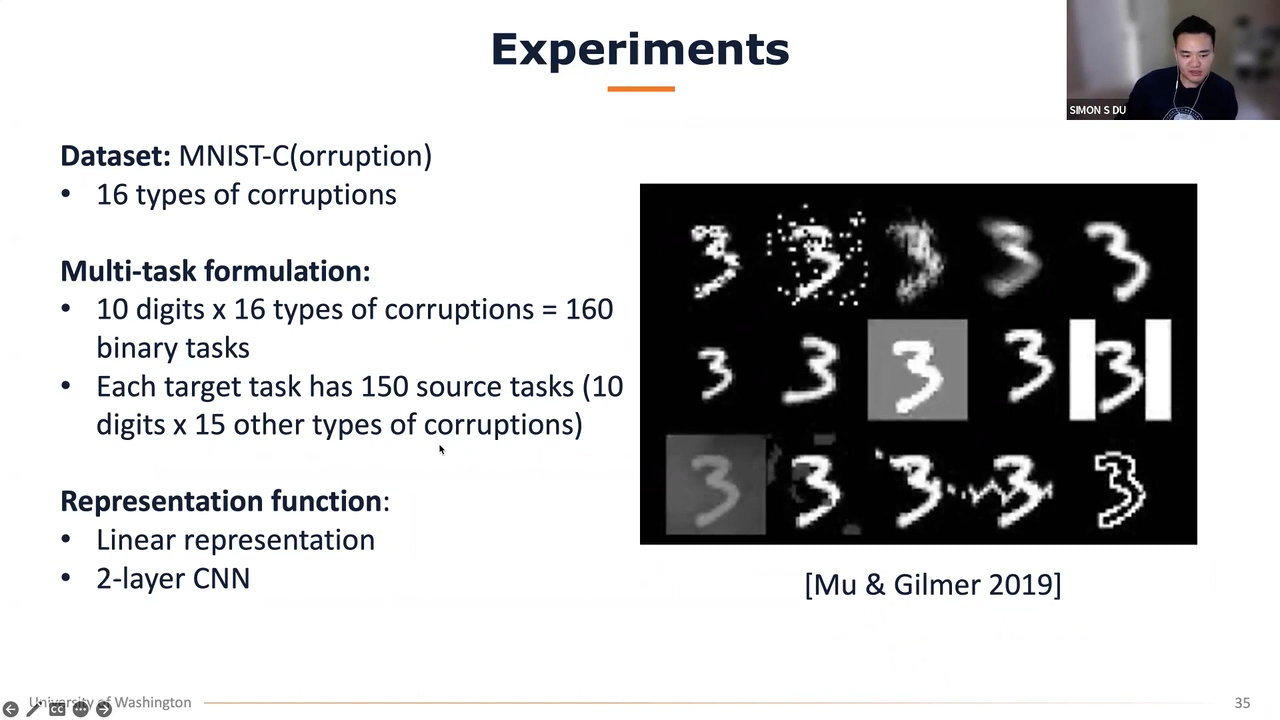 Experiments
SIMON S DU
Dataset: MNIST-C(orruption)
• 16 types of corruptions
Multi-task formulation:
• 10 digits x 16 types of corruptions = 160
binary tasks
• Each target task has 150 source tasks (10
digits x 15 other types of corruptions)
Representation function:
• Linear representation
• 2-layer CNN
[Mu & Gilmer 2019]
University of Washington
CC
35